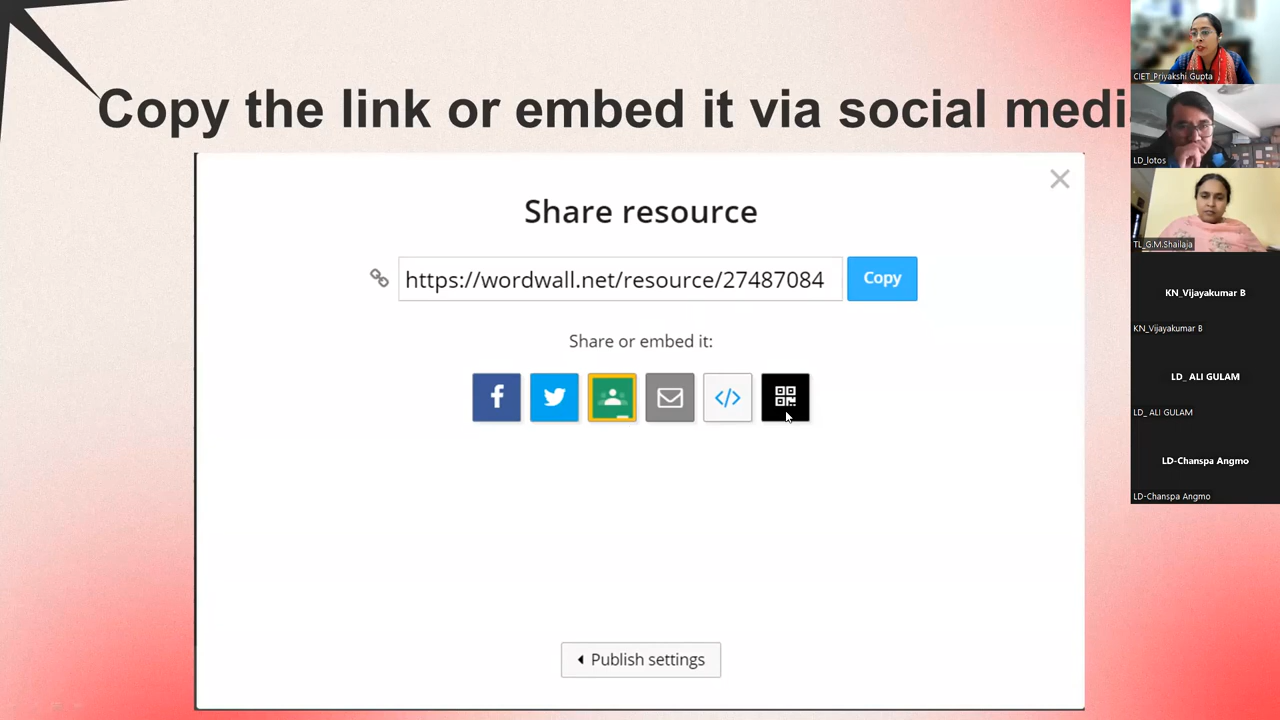 Copy the link or embed it via social medi
Share resource
https://wordwall.net/resource/27487084
Copy
Share or embed it:
Publish settings
CIET_Priyakshi Gupta
LD_lotos
TL_G.M.Shailaja
KN_Vijayakumar B
KN_Vijayakumar B
LD_ ALI GULAM
LD_ ALI GULAM
LD-Chanspa Angmo
LD-Chanspa Angmo